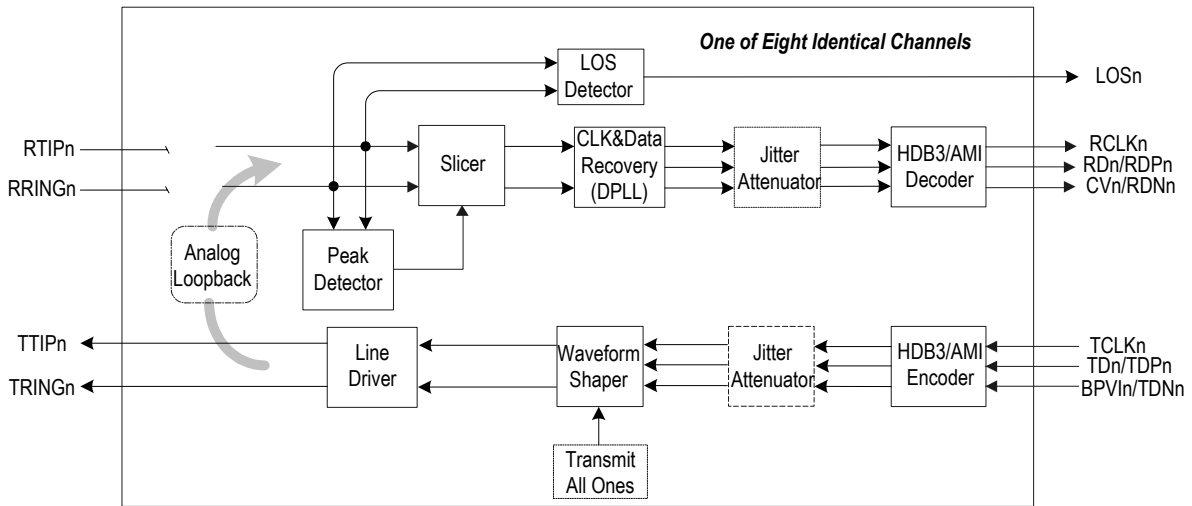 One of Eight Identical Channels
LOS
Detector
LOSn
RTIPn
RRINGn
Slicer
CLK&Data
Recovery
(DPLL)
Jitter
Attenuator
HDB3/AMI
Decoder
RCLKn
RDn/RDPn
CVn/RDNn
Analog
Loopback
Peak
Detector
TTIPn
TRINGn
Line
Driver
Waveform
Shaper
Jitter
Attenuator
HDB3/AMI
Encoder
TCLKn
TDn/TDPn
BPVIn/TDNn
Transmit
All Ones